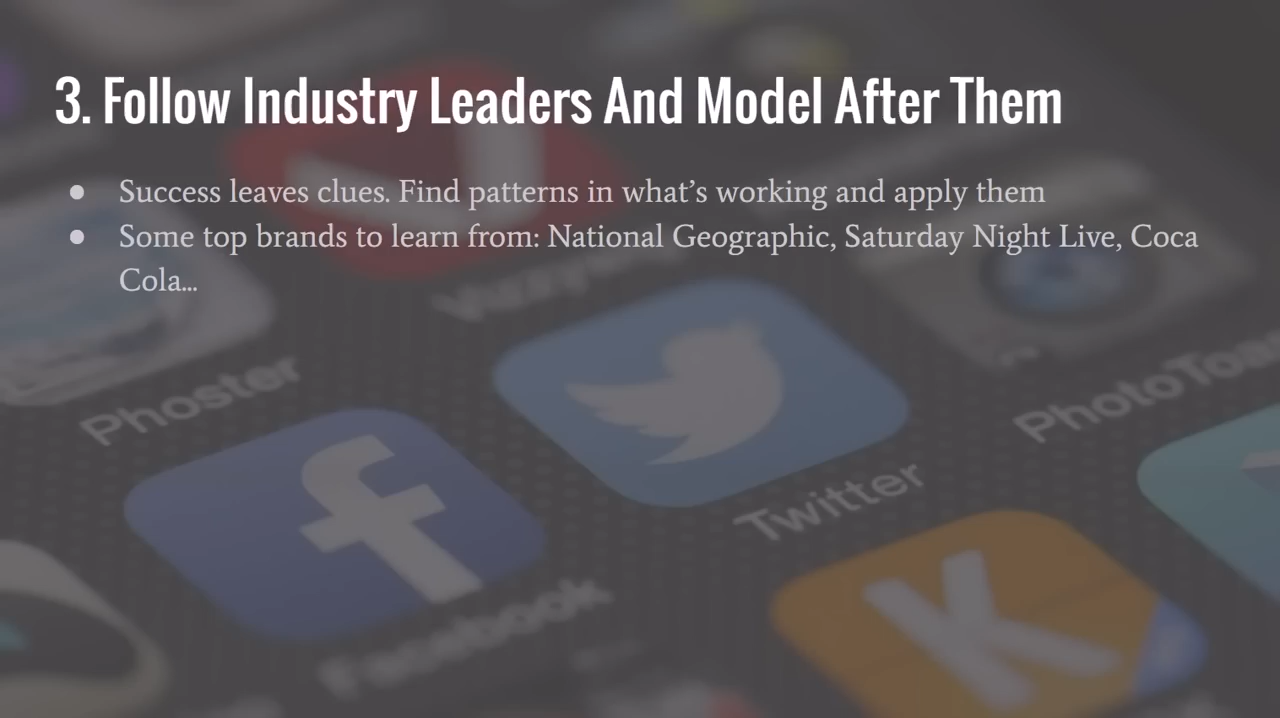 3. Follow Industry Leaders And Model After Them
● Success leaves clues. Find patterns in what’s working and apply them
● Some top brands to learn from: National Geographic, Saturday Night Live, Coca
Cola...
Phoster
PhotoToas
Twitter
Facebook